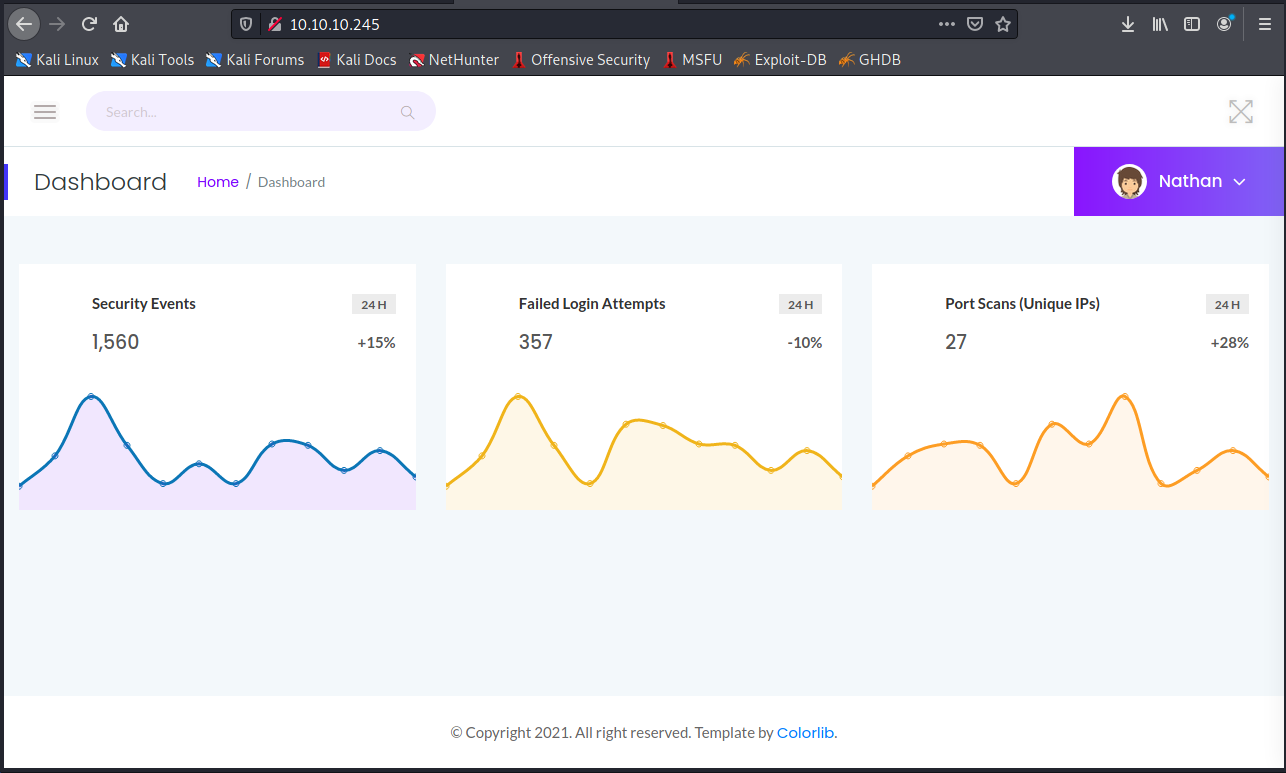 10.10.10.245
Kali Linux Kali Tools Kali Forums Kali Docs NetHunter Offensive Security MSFU Exploit-DB GHDB
Search...
Dashboard Home / Dashboard Nathan
Security Events 24 H
1,560 +15%
Failed Login Attempts 24 H
357 -10%
Port Scans (Unique IPs) 24 H
27 +28%
© Copyright 2021. All right reserved. Template by Colorlib.